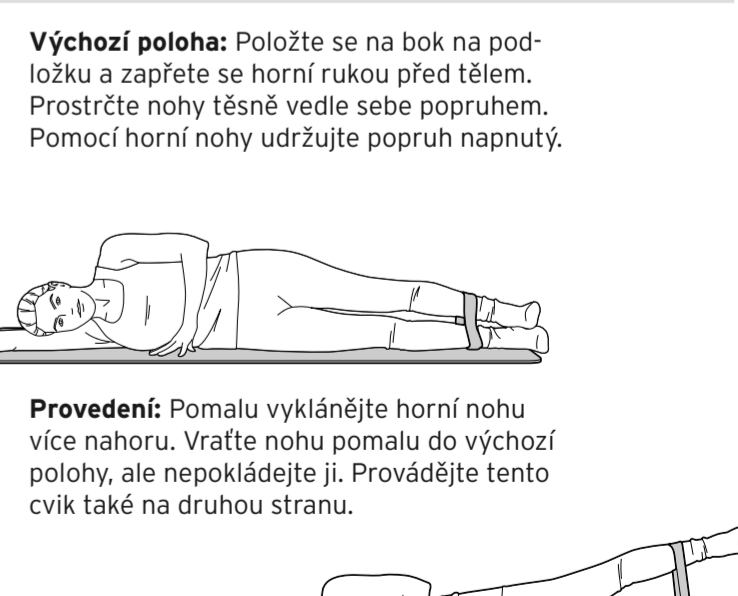 Výchozí poloha: Položte se na bok na pod-
ložku a zapřete se horní rukou před tělem.
Prostrčte nohy těsně vedle sebe popruhem.
Pomocí horní nohy udržujte popruh napnutý.
Provedení: Pomalu vyklánějte horní nohu
více nahoru. Vraťte nohu pomalu do výchozí
polohy, ale nepokládejte ji. Provádějte tento
cvik také na druhou stranu.